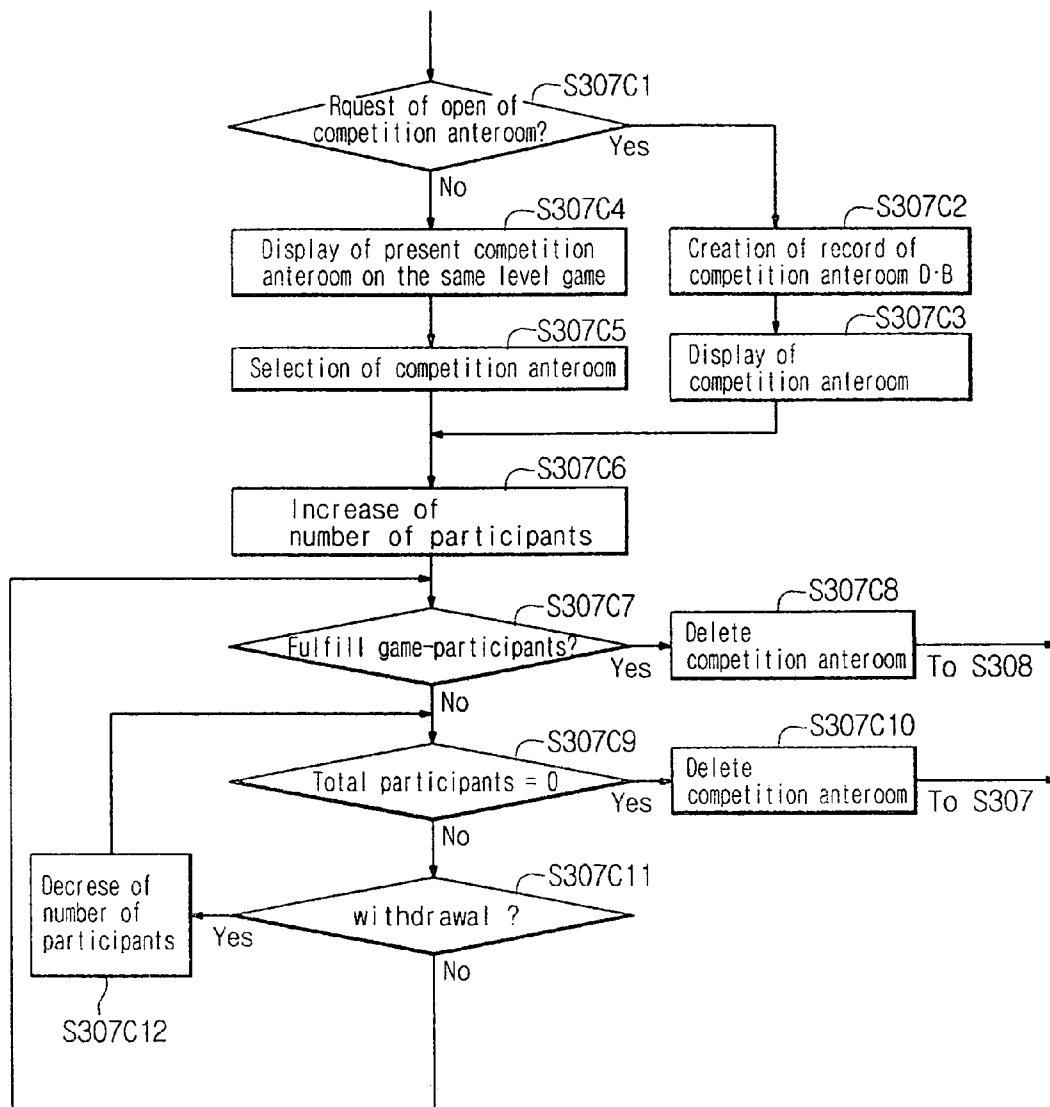 S307C1
Rquest of open of
competition anteroom?
Yes
No
S307C4
Display of present competition
anteroom on the same level game
S307C2
Creation of record of
competition anteroom D·B
S307C5
Selection of competition anteroom
S307C3
Display of
competition anteroom
S307C6
Increase of
number of participants
S307C7
Fulfill game-participants?
Yes
No
S307C8
Delete
competition anteroom
To S308
S307C9
Total participants = 0
Yes
No
S307C10
Delete
competition anteroom
To S307
S307C11
withdrawal ?
Yes
No
Decrese of
number of
participants
S307C12